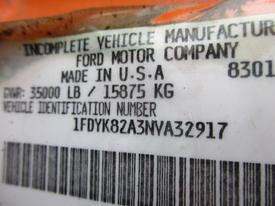 INCOMPLETE VEHICLE MANUFACTUR
FORD MOTOR COMPANY
MADE IN U.S.A
8301
GVWR: 35000 LB / 15875 KG
VEHICLE IDENTIFICATION NUMBER
1FDYK82A3NVA32917